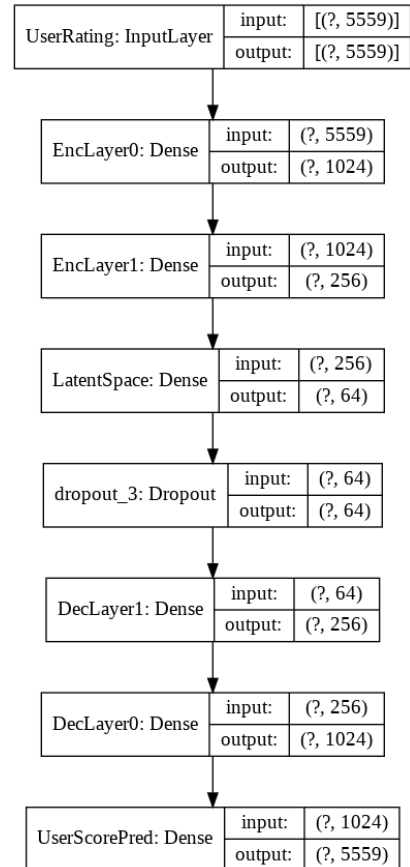 UserRating: InputLayer
input: [(?, 5559)]
output: [(?, 5559)]
EncLayer0: Dense
input: (?, 5559)
output: (?, 1024)
EncLayer1: Dense
input: (?, 1024)
output: (?, 256)
LatentSpace: Dense
input: (?, 256)
output: (?, 64)
dropout_3: Dropout
input: (?, 64)
output: (?, 64)
DecLayer1: Dense
input: (?, 64)
output: (?, 256)
DecLayer0: Dense
input: (?, 256)
output: (?, 1024)
UserScorePred: Dense
input: (?, 1024)
output: (?, 5559)